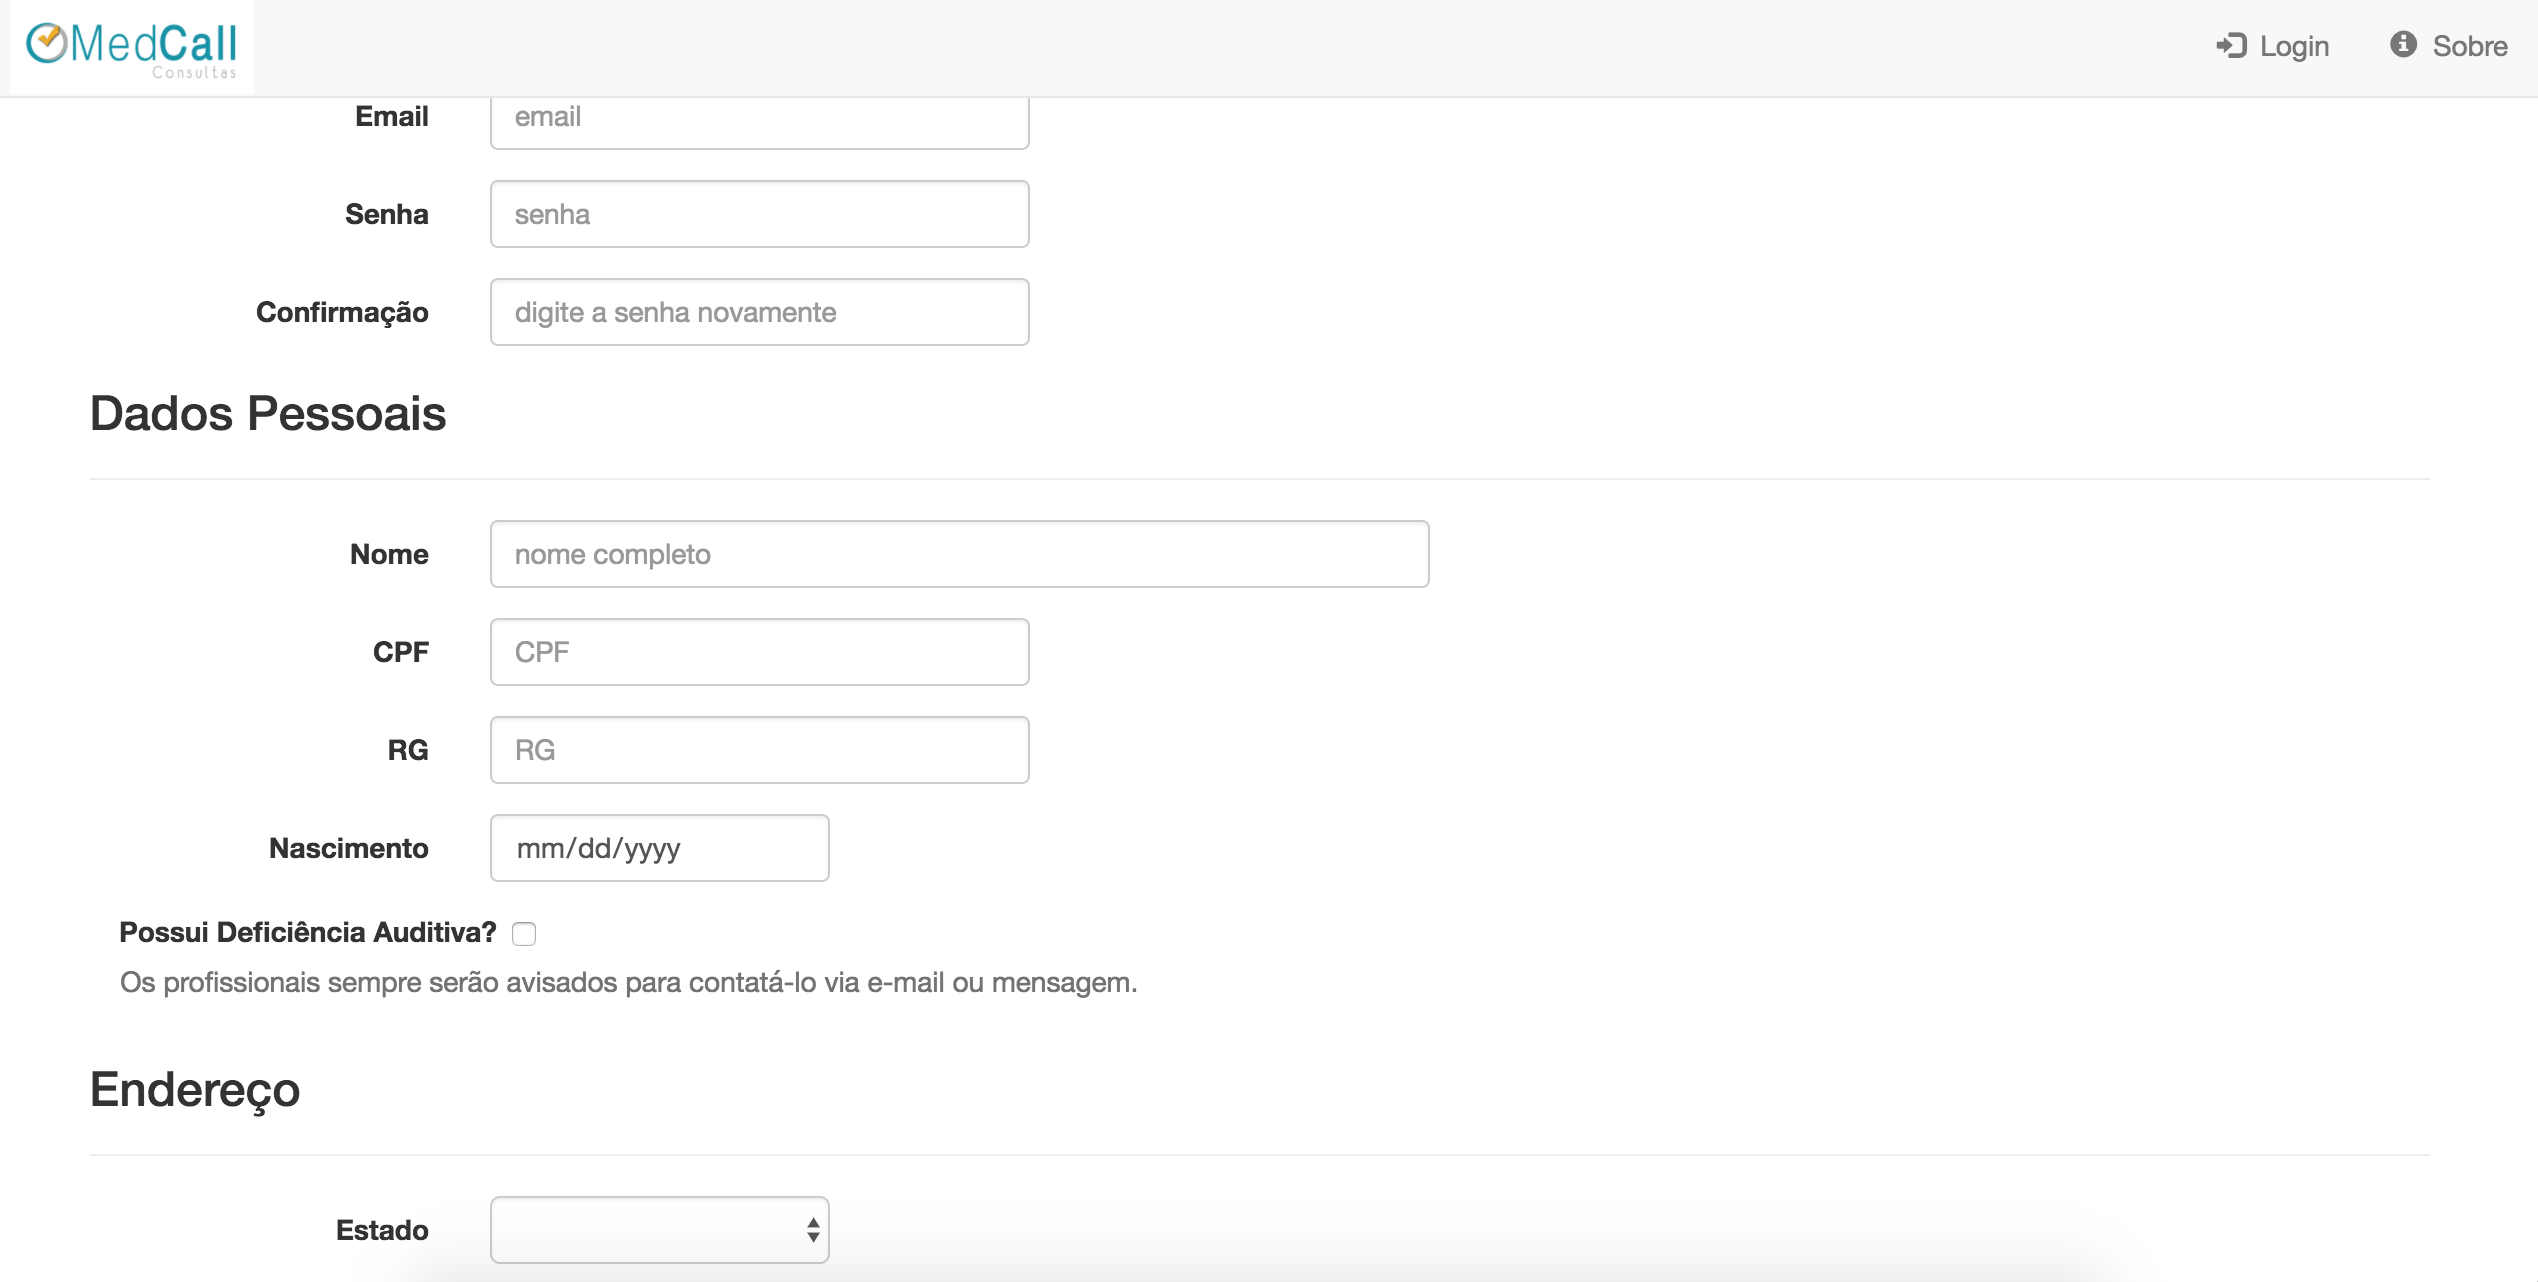 MedCall
Consultas
Login
Sobre
Email
email
Senha
senha
Confirmação
digite a senha novamente
Dados Pessoais
Nome
nome completo
CPF
CPF
RG
RG
Nascimento
mm/dd/yyyy
Possui Deficiência Auditiva?
Os profissionais sempre serão avisados para contatá-lo via e-mail ou mensagem.
Endereço
Estado